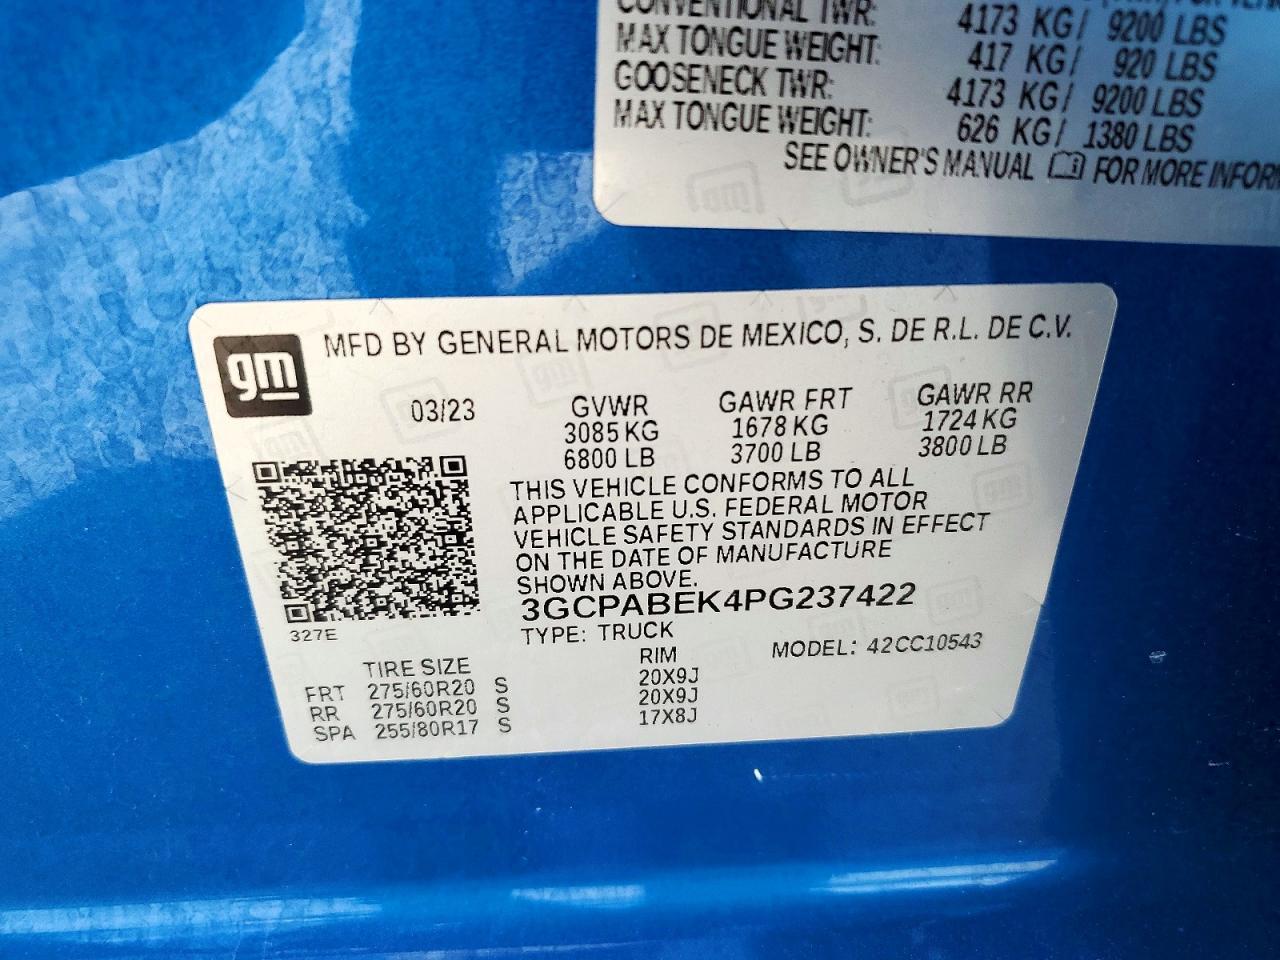 CONVENTIONAL TWR: 4173 KG/ 9200 LBS
MAX TONGUE WEIGHT: 417 KG/ 920 LBS
GOOSENECK TWR: 4173 KG/ 9200 LBS
MAX TONGUE WEIGHT: 626 KG/ 1380 LBS
SEE OWNER'S MANUAL FOR MORE INFORM
gm
MFD BY GENERAL MOTORS DE MEXICO, S. DE R.L. DE C.V.
03/23 GVWR GAWR FRT GAWR RR
3085 KG 1678 KG 1724 KG
6800 LB 3700 LB 3800 LB
THIS VEHICLE CONFORMS TO ALL
APPLICABLE U.S. FEDERAL MOTOR
VEHICLE SAFETY STANDARDS IN EFFECT
ON THE DATE OF MANUFACTURE
SHOWN ABOVE.
3GCPABEK4PG237422
327E
TYPE: TRUCK MODEL: 42CC10543
TIRE SIZE RIM
FRT 275/60R20 S 20X9J
RR 275/60R20 S 20X9J
SPA 255/80R17 S 17X8J